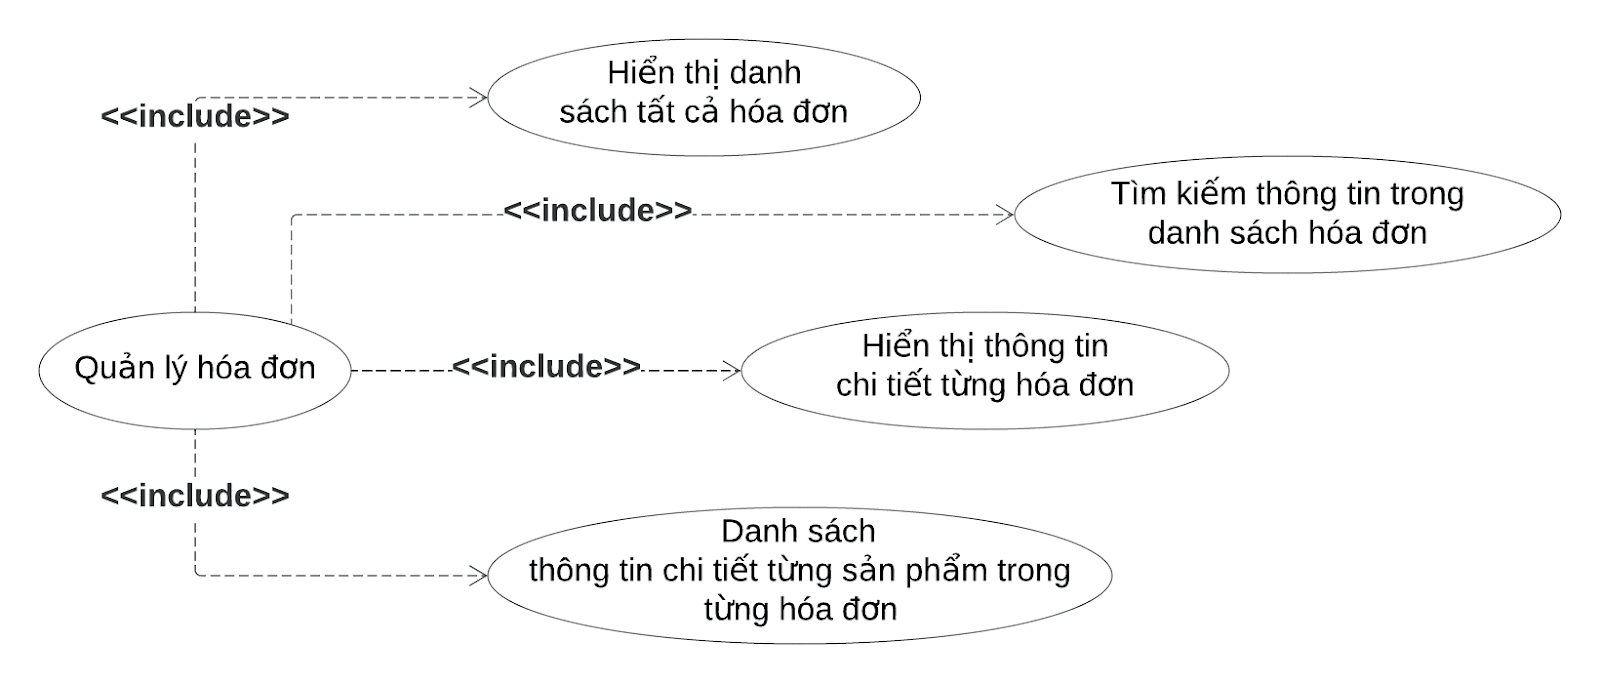 Hiển thị danh
sách tất cả hóa đơn
<<include>>
Tìm kiếm thông tin trong
danh sách hóa đơn
<<include>>
Hiển thị thông tin
chi tiết từng hóa đơn
Quản lý hóa đơn
<<include>>
<<include>>
Danh sách
thông tin chi tiết từng sản phẩm trong
từng hóa đơn